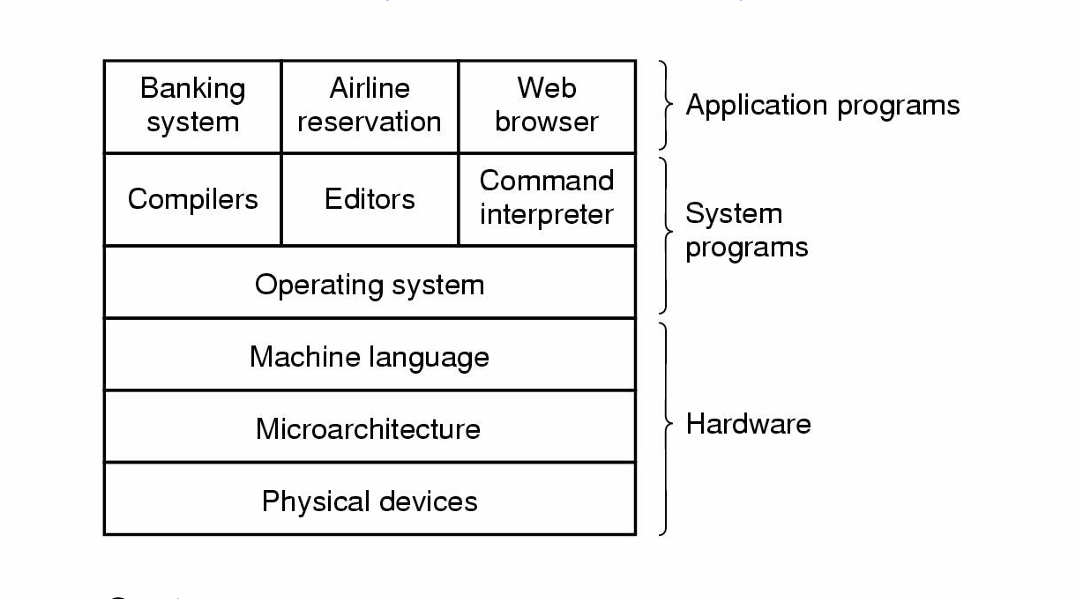 Banking
system
Airline
reservation
Web
browser
Application programs
Compilers
Editors
Command
interpreter
System
programs
Operating system
Machine language
Microarchitecture
Hardware
Physical devices